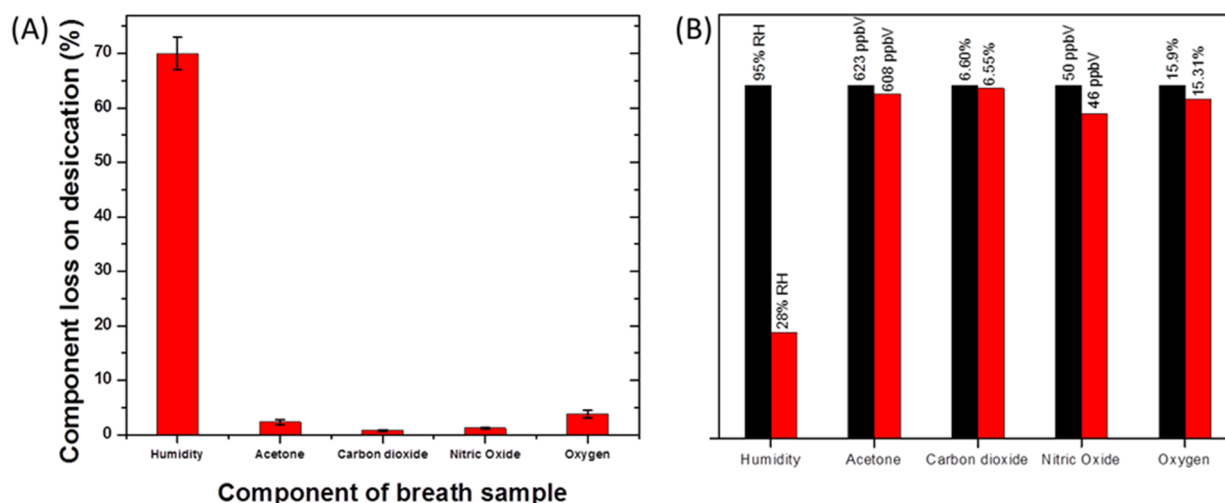 (A)
Component loss on desiccation (%)
70
60
50
40
30
20
10
0
Humidity
Acetone
Carbon dioxide
Nitric Oxide
Oxygen
Component of breath sample
(B)
95% RH
28% RH
623 ppbV
608 ppbV
6.60%
6.55%
50 ppbV
46 ppbV
15.9%
15.31%
Humidity
Acetone
Carbon dioxide
Nitric Oxide
Oxygen